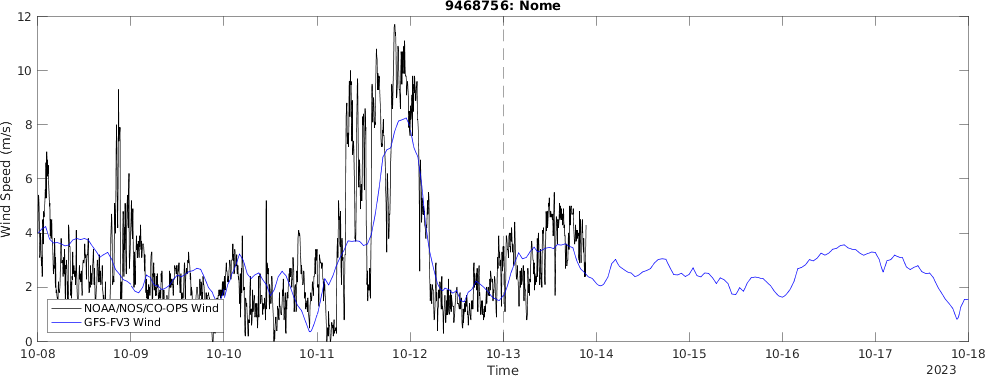 9468756: Nome
12
10
8
6
4
2
0
Wind Speed (m/s)
NOAA/NOS/CO-OPS Wind
GFS-FV3 Wind
10-08 10-09 10-10 10-11 10-12 10-13 10-14 10-15 10-16 10-17 10-18
Time
2023